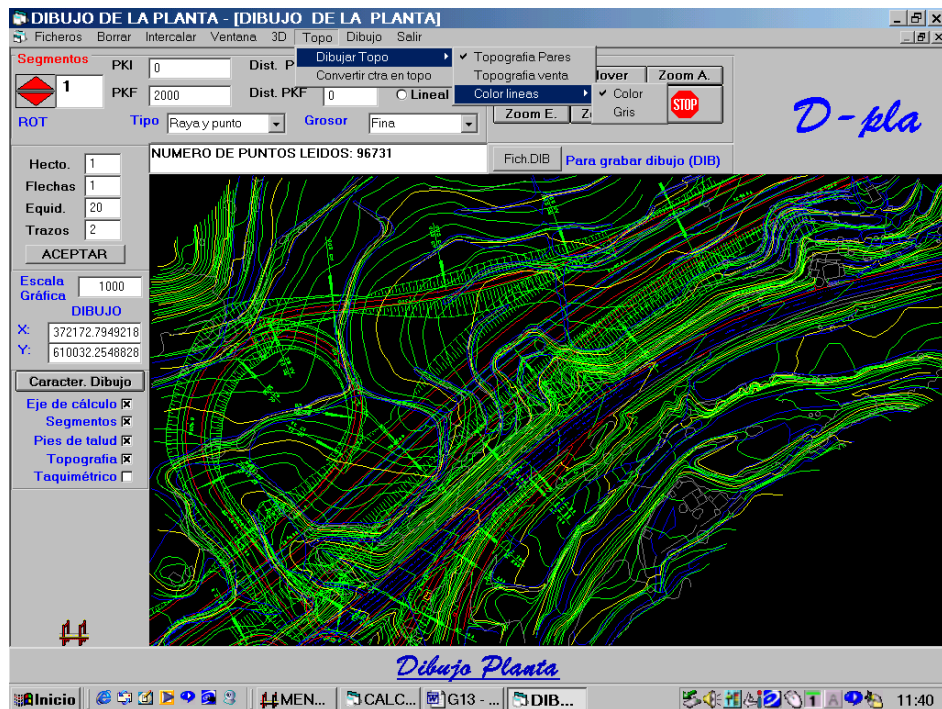 DIBUJO DE LA PLANTA - [DIBUJO DE LA PLANTA]
Ficheros Borrar Intercalar Ventana 3D Topo Dibujo Salir
Dibujar Topo
Convertir ctra en topo
Topografia Pares
Topografia venta
Color lineas
Color
Gris
Segmentos
1
ROT
PKI 0 Dist. P
PKF 2000 Dist. PKF 0 Lineal
Tipo Raya y punto Grosor Fina
lover Zoom A.
Zoom E. STOP
D-pla
NUMERO DE PUNTOS LEIDOS: 96731
Fich.DIB Para grabar dibujo (DIB)
Hecto. 1
Flechas 1
Equid. 20
Trazos 2
ACEPTAR
Escala Gráfica 1000
DIBUJO
X: 372172.7949218
Y: 610032.2548828
Caracter. Dibujo
Eje de cálculo
Segmentos
Pies de talud
Topografia
Taquimétrico
Dibujo Planta
Inicio MEN... CALC... G13 - ... DIB... 11:40